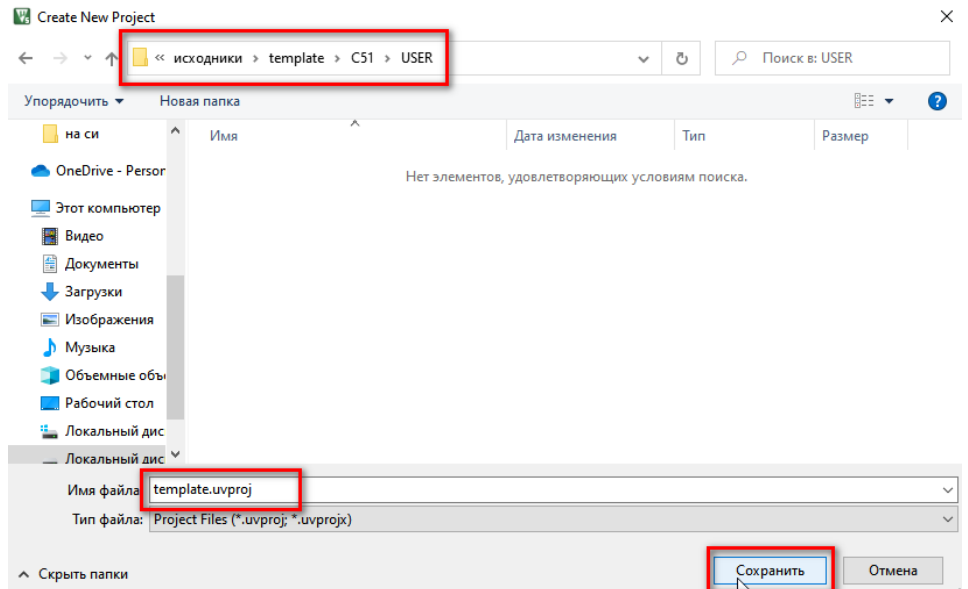 Create New Project
« исходники › template › C51 › USER
Поиск в: USER
Упорядочить
Новая папка
Имя
Дата изменения
Тип
Размер
Нет элементов, удовлетворяющих условиям поиска.
на си
OneDrive - Person
Этот компьютер
Видео
Документы
Загрузки
Изображения
Музыка
Объемные объ
Рабочий стол
Локальный дис
Локальный дис
Имя файла: template.uvproj
Тип файла: Project Files (*.uvproj; *.uvprojx)
Скрыть папки
Сохранить
Отмена